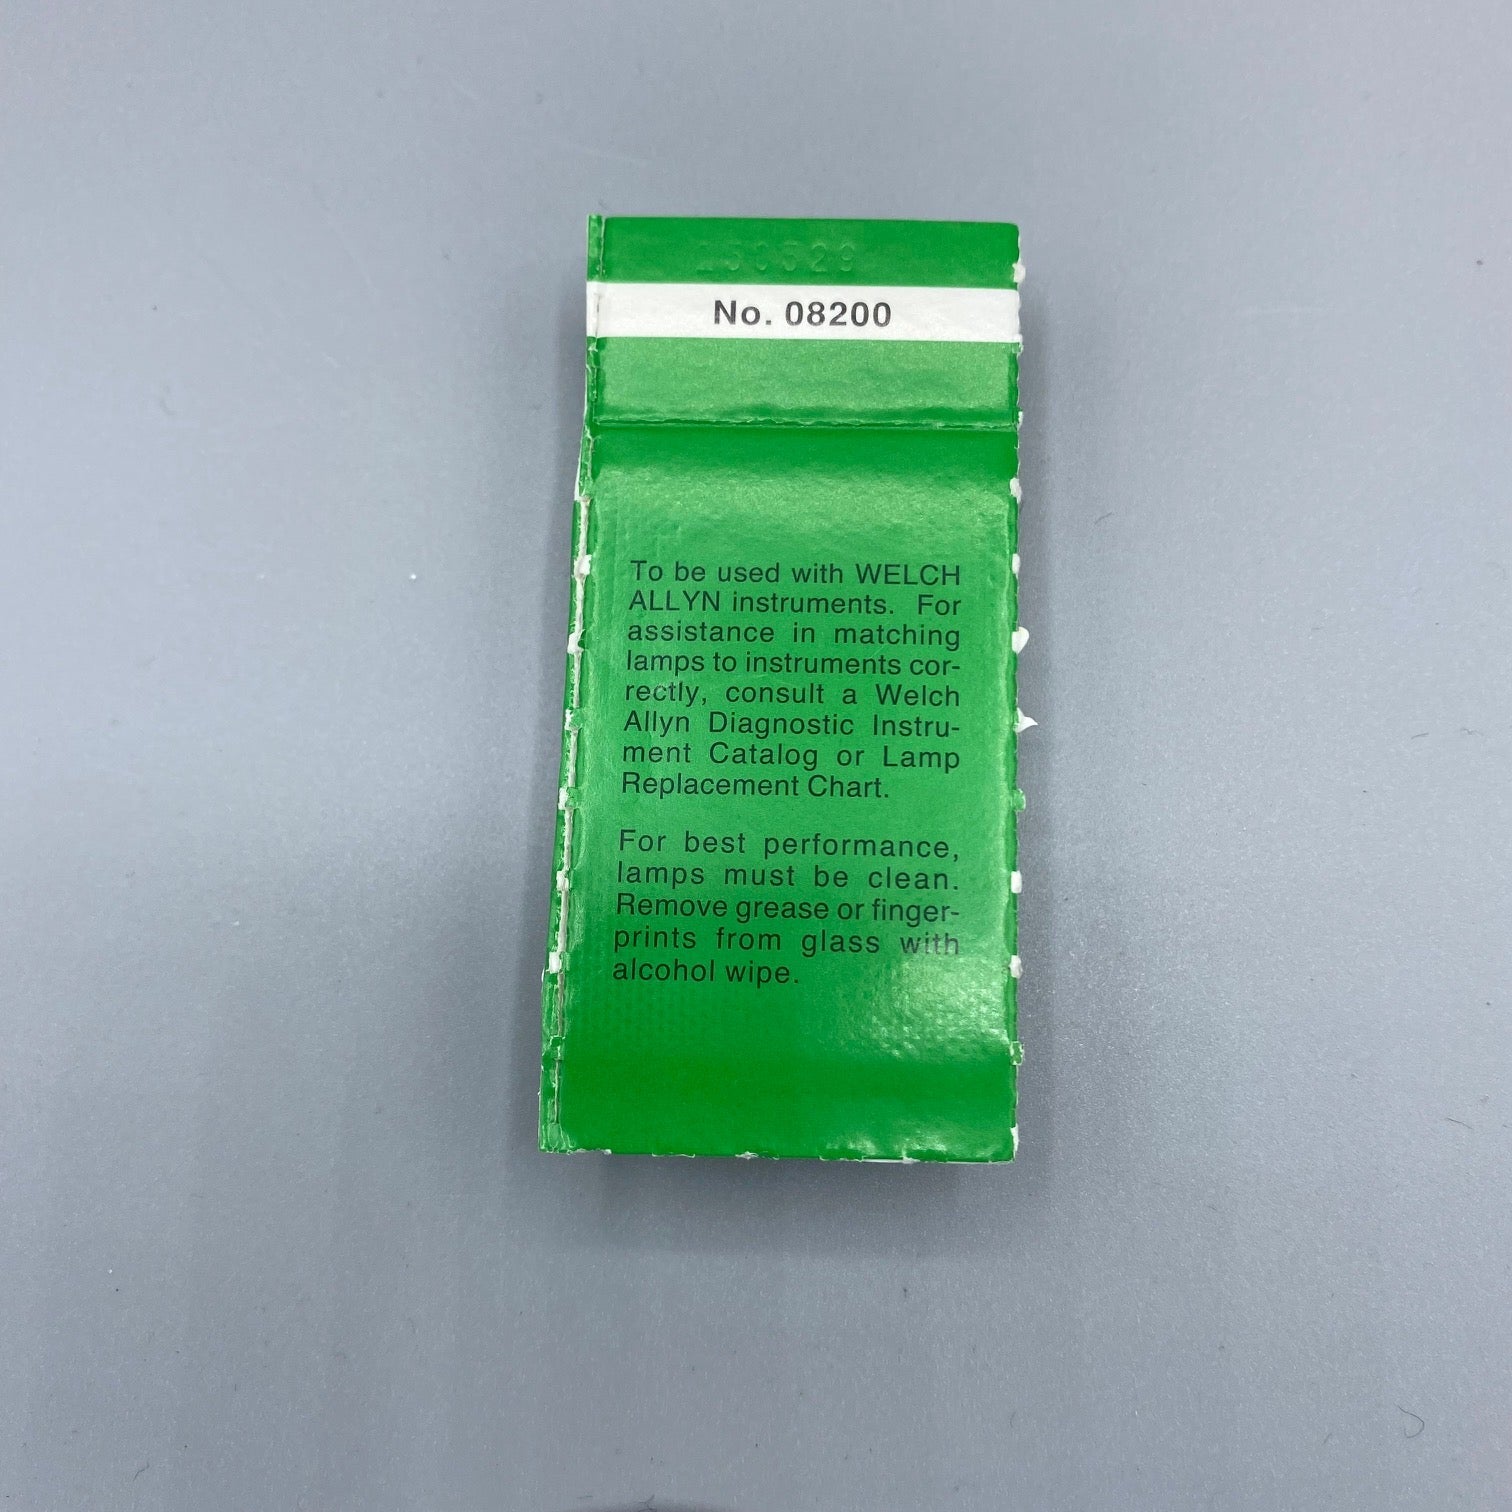 No. 08200
To be used with WELCH
ALLYN instruments. For
assistance in matching
lamps to instruments cor-
rectly, consult a Welch
Allyn Diagnostic Instru-
ment Catalog or Lamp
Replacement Chart.
For best performance,
lamps must be clean.
Remove grease or finger-
prints from glass with
alcohol wipe.